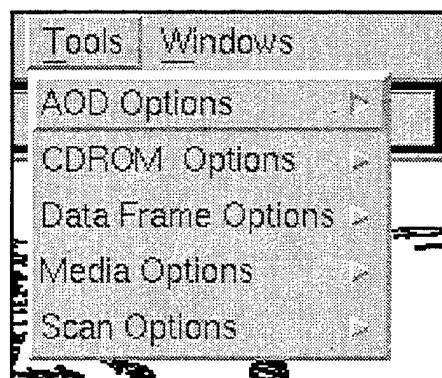 Tools Windows
AOD Options
CDROM Options
Data Frame Options
Media Options
Scan Options